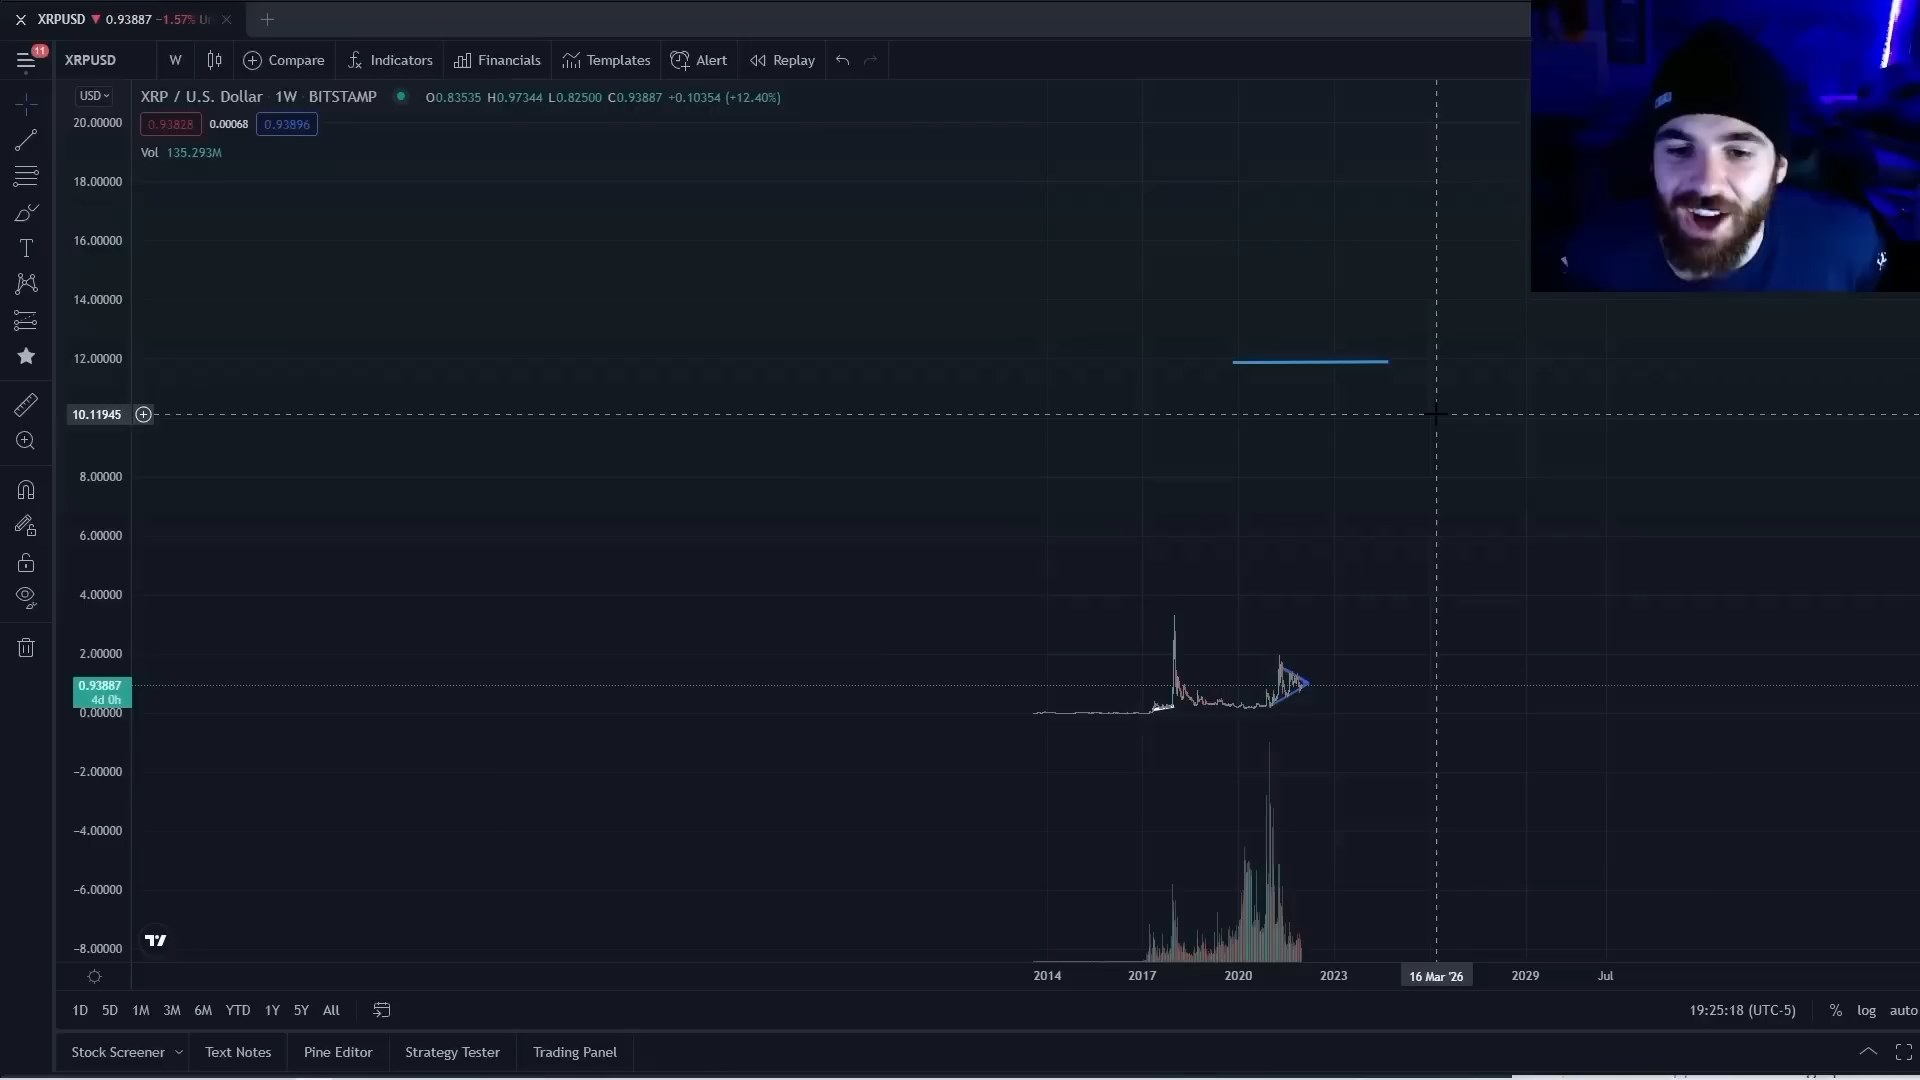 XRPUSD ▼ 0.93887 −1.57%
11
XRPUSD W Compare Indicators Financials Templates Alert Replay
USD XRP / U.S. Dollar 1W BITSTAMP O0.83535 H0.97344 L0.82500 C0.93887 +0.10354 (+12.40%)
0.93828 0.00068 0.93896
Vol 135.293M
20.00000
18.00000
16.00000
14.00000
12.00000
10.11945
8.00000
6.00000
4.00000
2.00000
0.93887
4d 0h
0.00000
−2.00000
−4.00000
−6.00000
−8.00000
2014 2017 2020 2023 16 Mar '26 2029 Jul
1D 5D 1M 3M 6M YTD 1Y 5Y All 19:25:18 (UTC-5) % log auto
Stock Screener Text Notes Pine Editor Strategy Tester Trading Panel